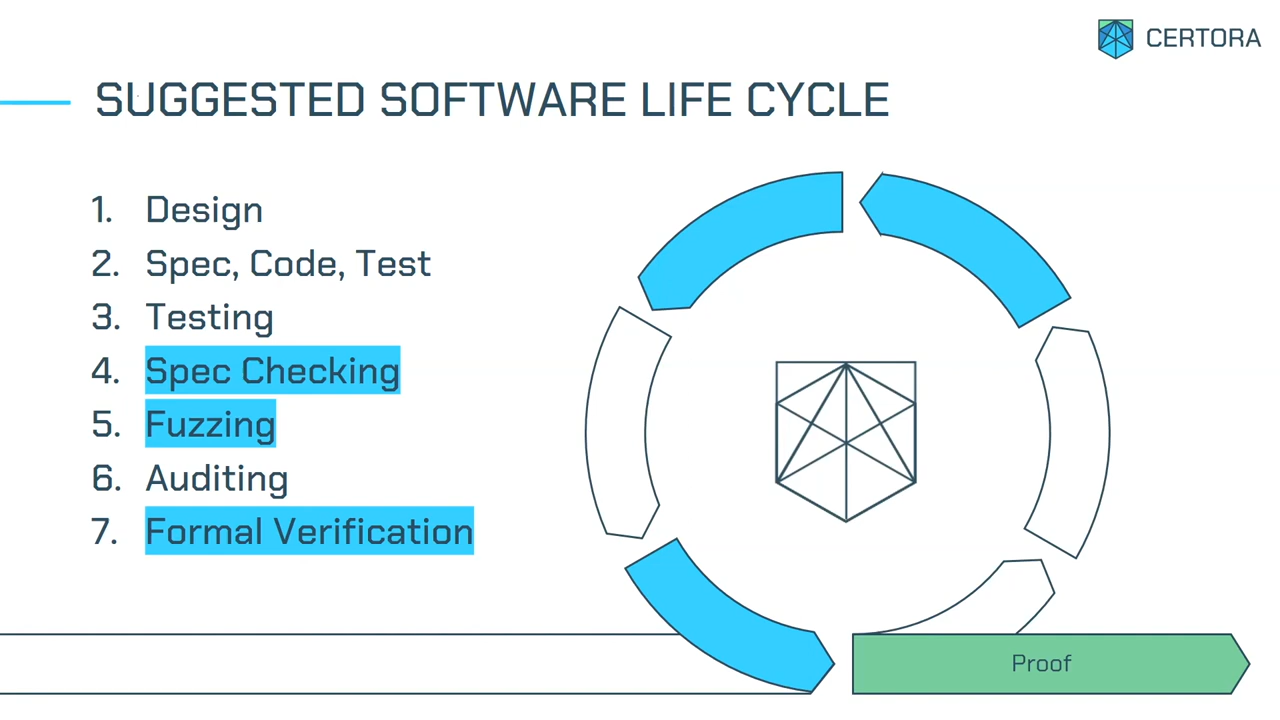 CERTORA
SUGGESTED SOFTWARE LIFE CYCLE
1. Design
2. Spec, Code, Test
3. Testing
4. Spec Checking
5. Fuzzing
6. Auditing
7. Formal Verification
Proof